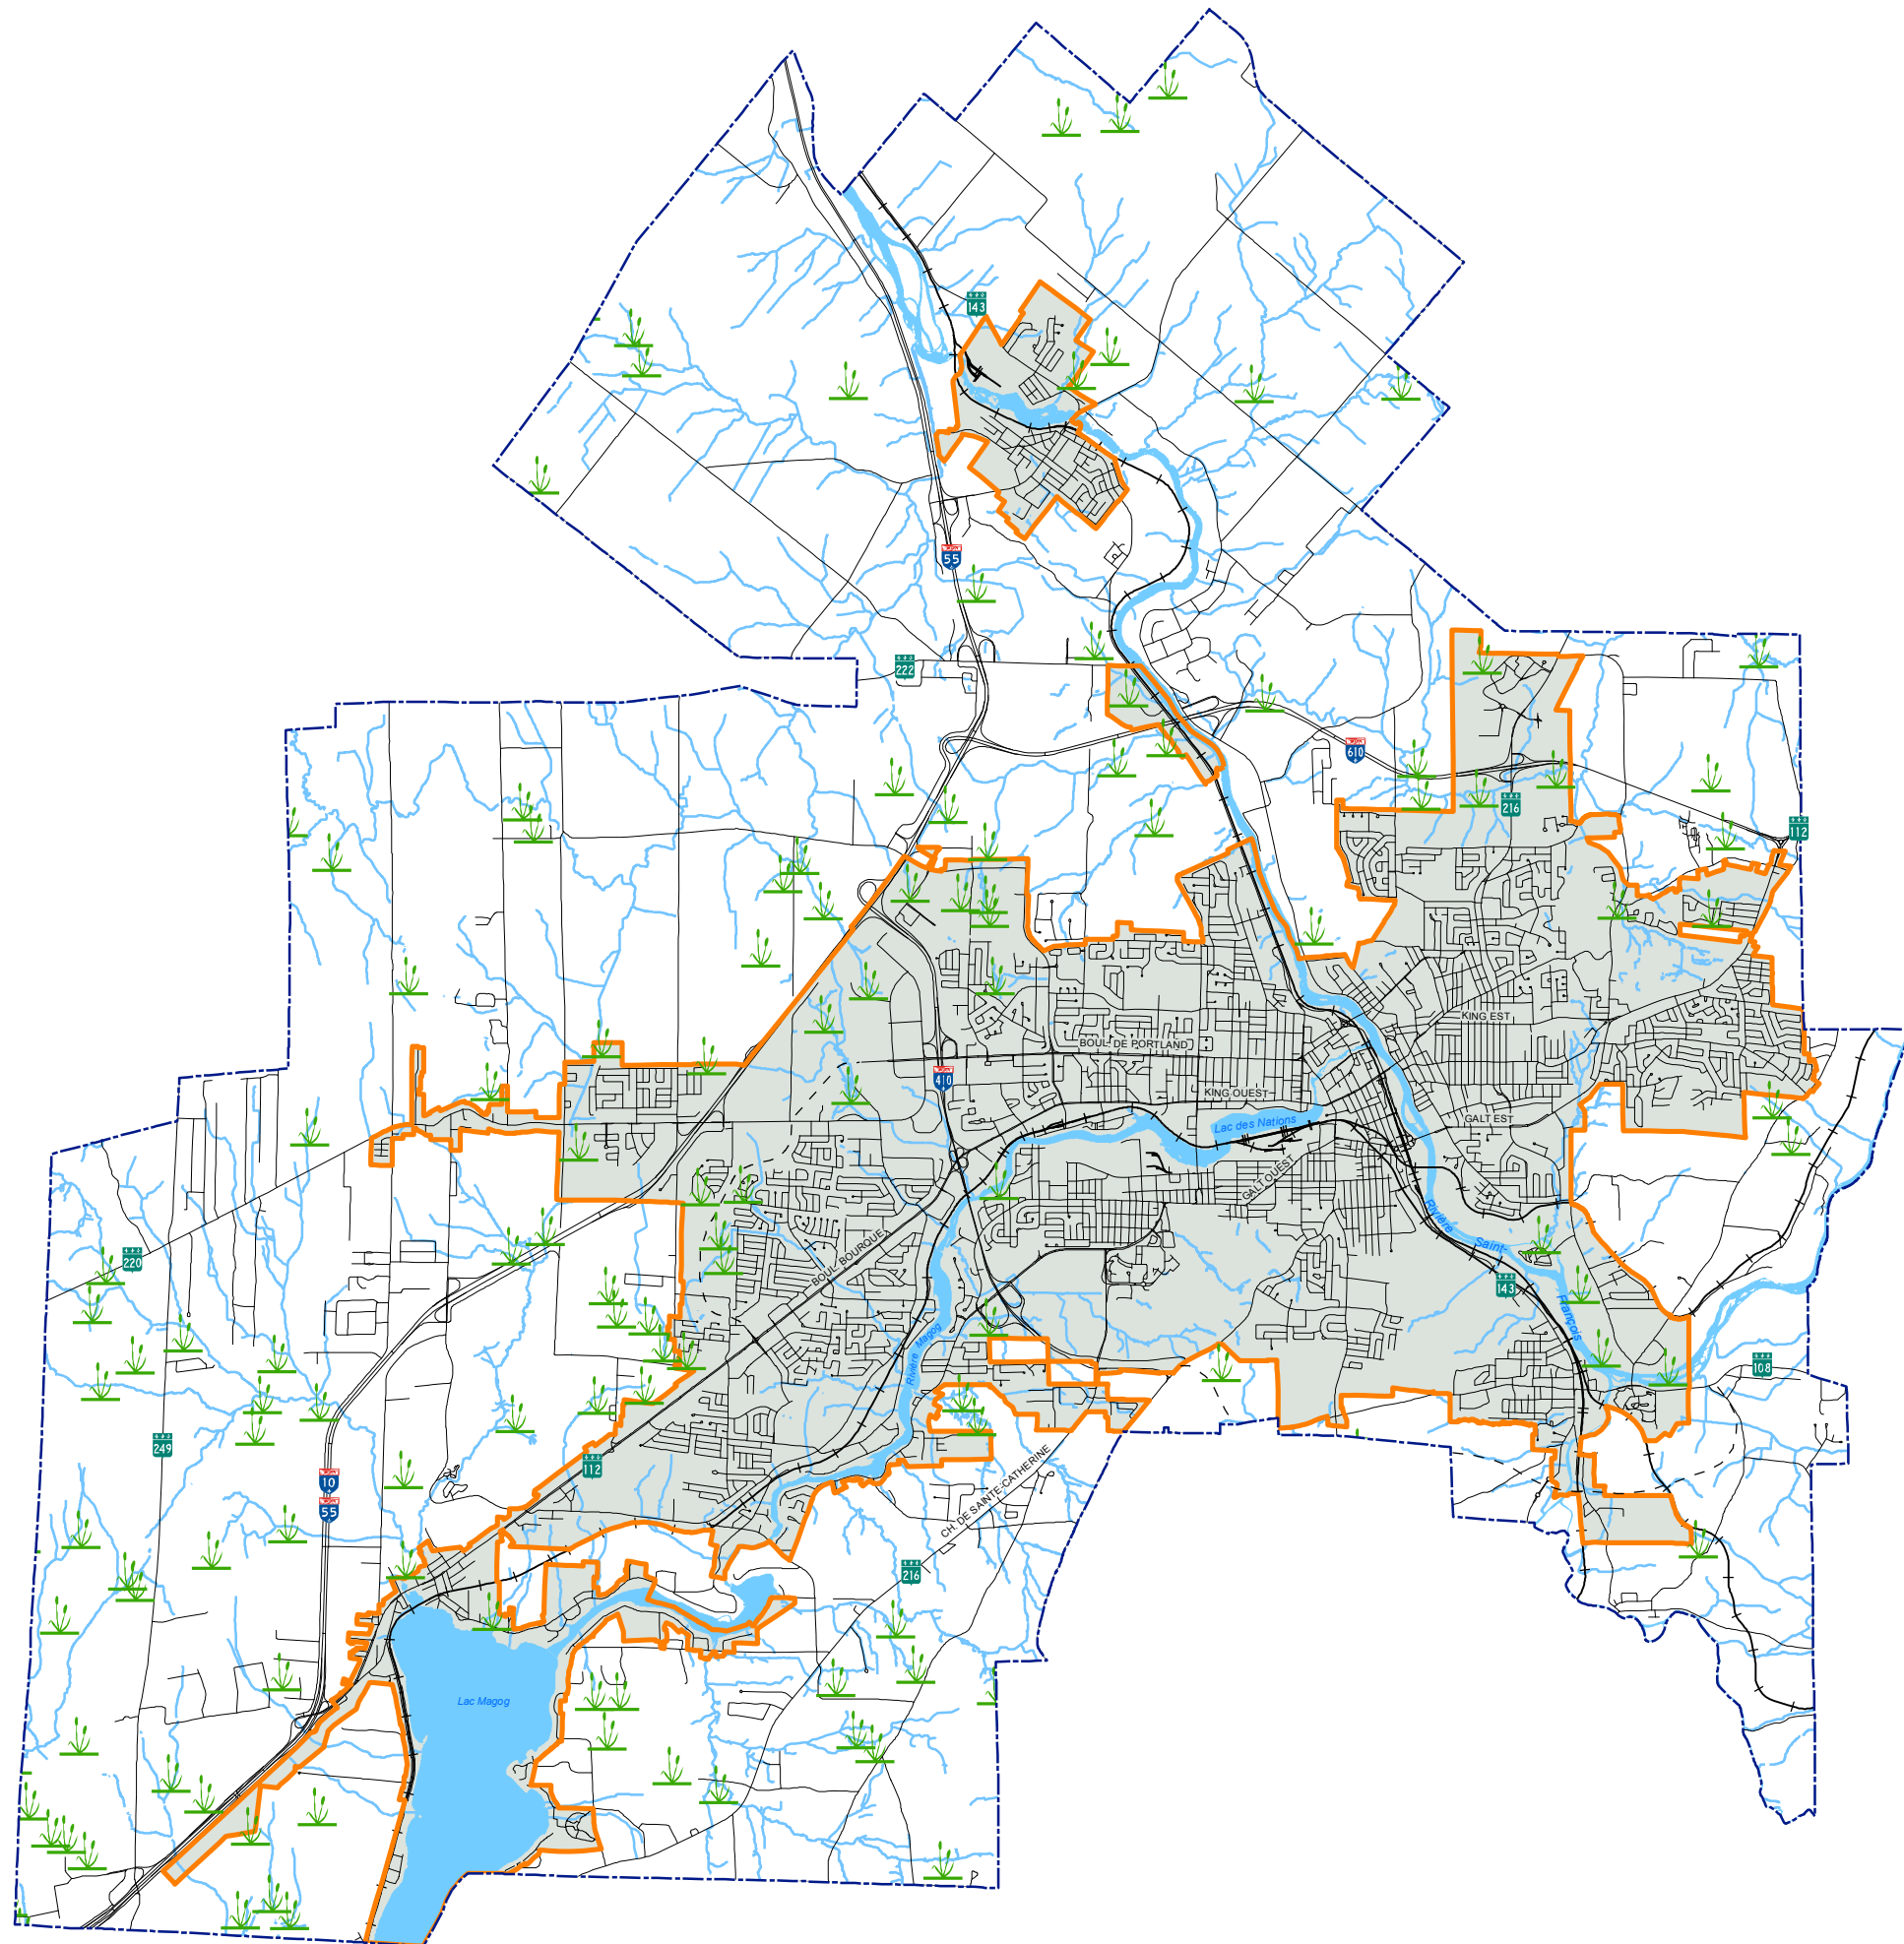 143
55
222
610
216
112
KING EST
BOUL. DE PORTLAND
410
KING OUEST
Lac des Nations
GALT EST
GALT OUEST
Rivière
Saint-
François
220
BOUL. BOURQUE
143
Rivière Magog
108
249
112
10
55
CH. DE SAINTE-CATHERINE
216
Lac Magog